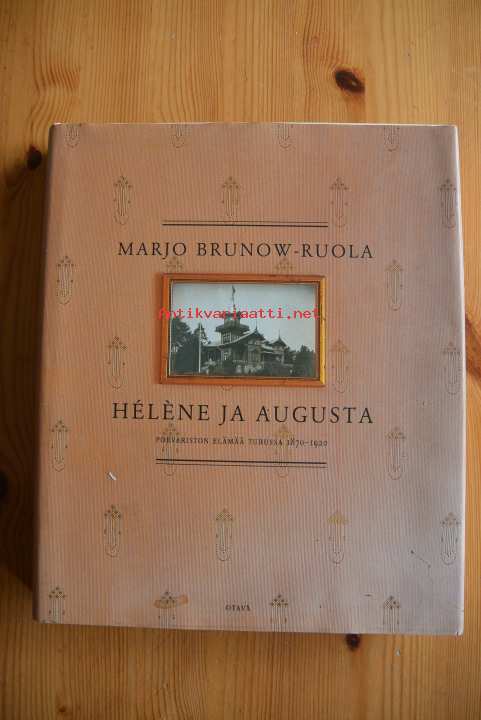 MARJO BRUNOW-RUOLA
Antikvariaatti.net
HÉLÈNE JA AUGUSTA
PORVARISTON ELÄMÄÄ TURUSSA 1870–1920
OTAVA